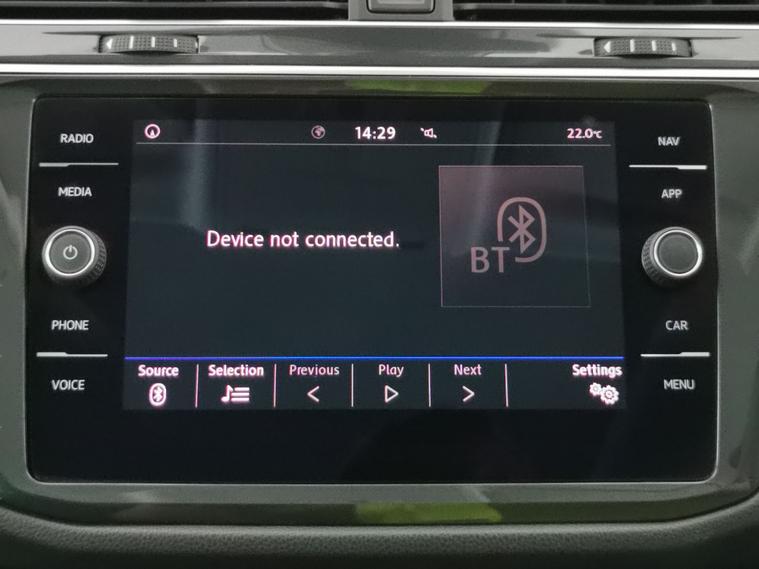 RADIO
MEDIA
PHONE
VOICE
14:29
22.0°C
Device not connected.
BT
Source
Selection
Previous
Play
Next
Settings
NAV
APP
CAR
MENU